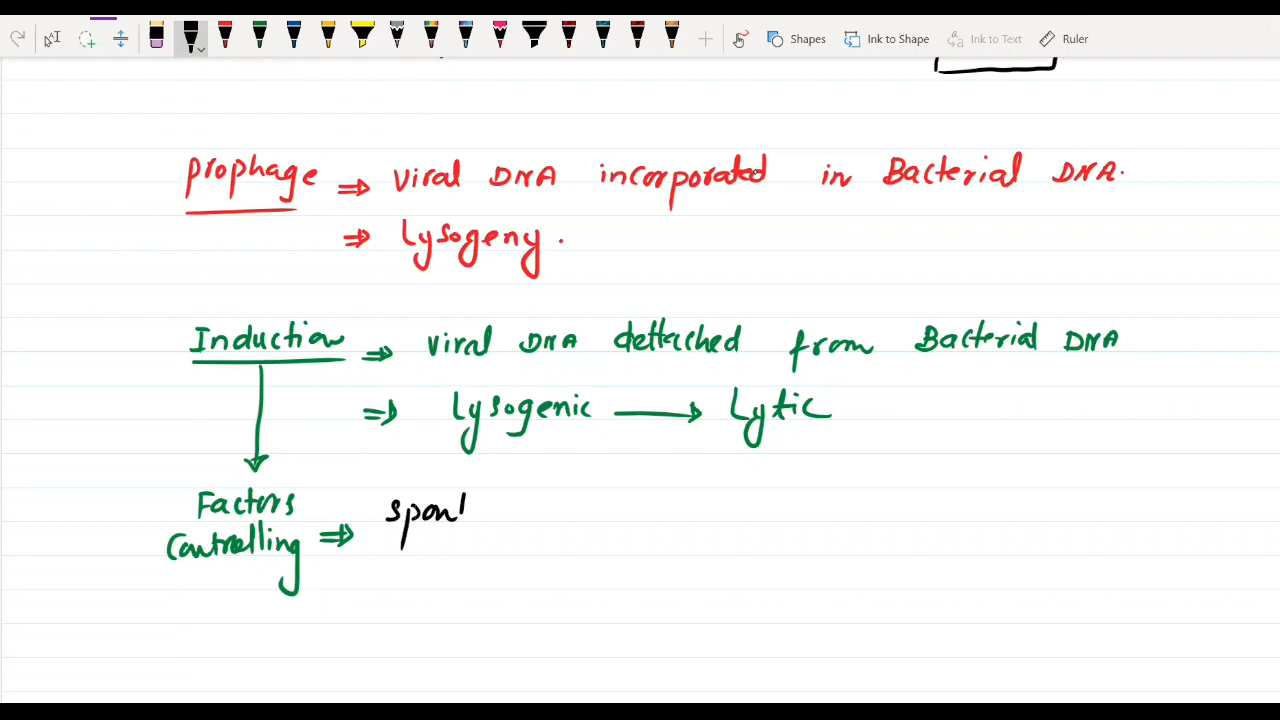 Shapes Ink to Shape Ink to Text Ruler
Prophage ⇒ Viral DNA incorporated in Bacterial DNA.
⇒ Lysogeny.
Induction ⇒ Viral DNA dettached from Bacterial DNA
⇒ Lysogenic → Lytic
Factors
Controlling ⇒ spon